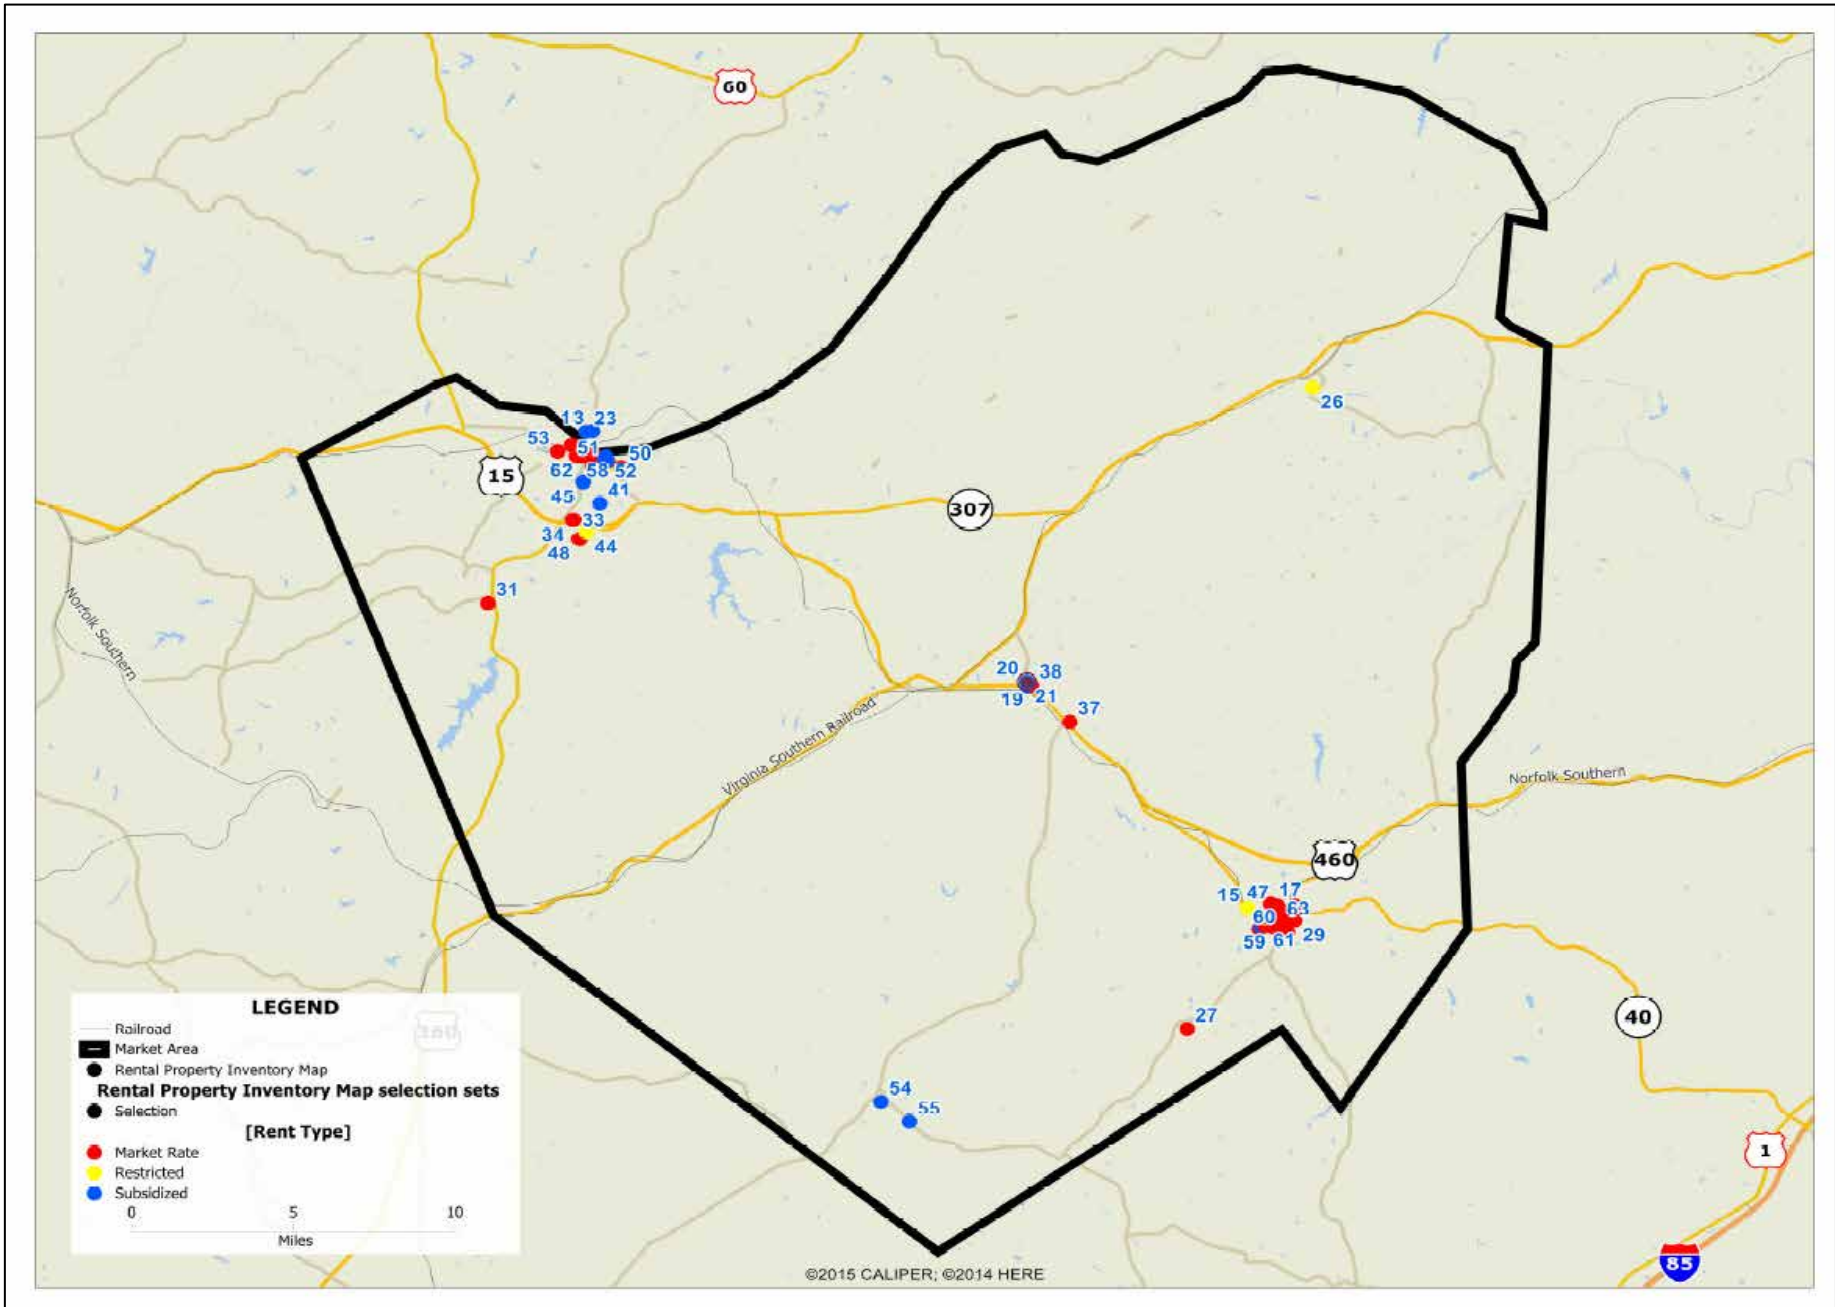 60
13 23
53
51
50
62 58 52
15
45
41
307
33
34
44
48
26
31
Norfolk Southern
20 38
19 21
37
Virginia Southern Railroad
Norfolk Southern
460
15 47 17
60 63
59 61 29
27
40
54
55
1
85
LEGEND
Railroad
Market Area
Rental Property Inventory Map
Rental Property Inventory Map selection sets
Selection
[Rent Type]
Market Rate
Restricted
Subsidized
0 5 10
Miles
©2015 CALIPER; ©2014 HERE